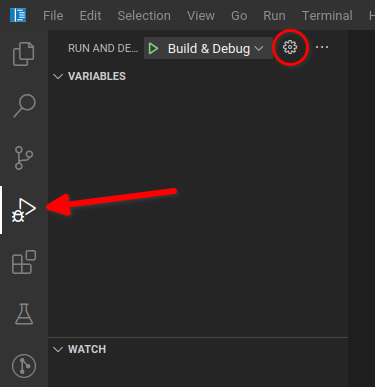 File Edit Selection View Go Run Terminal
RUN AND DE... Build & Debug
VARIABLES
WATCH